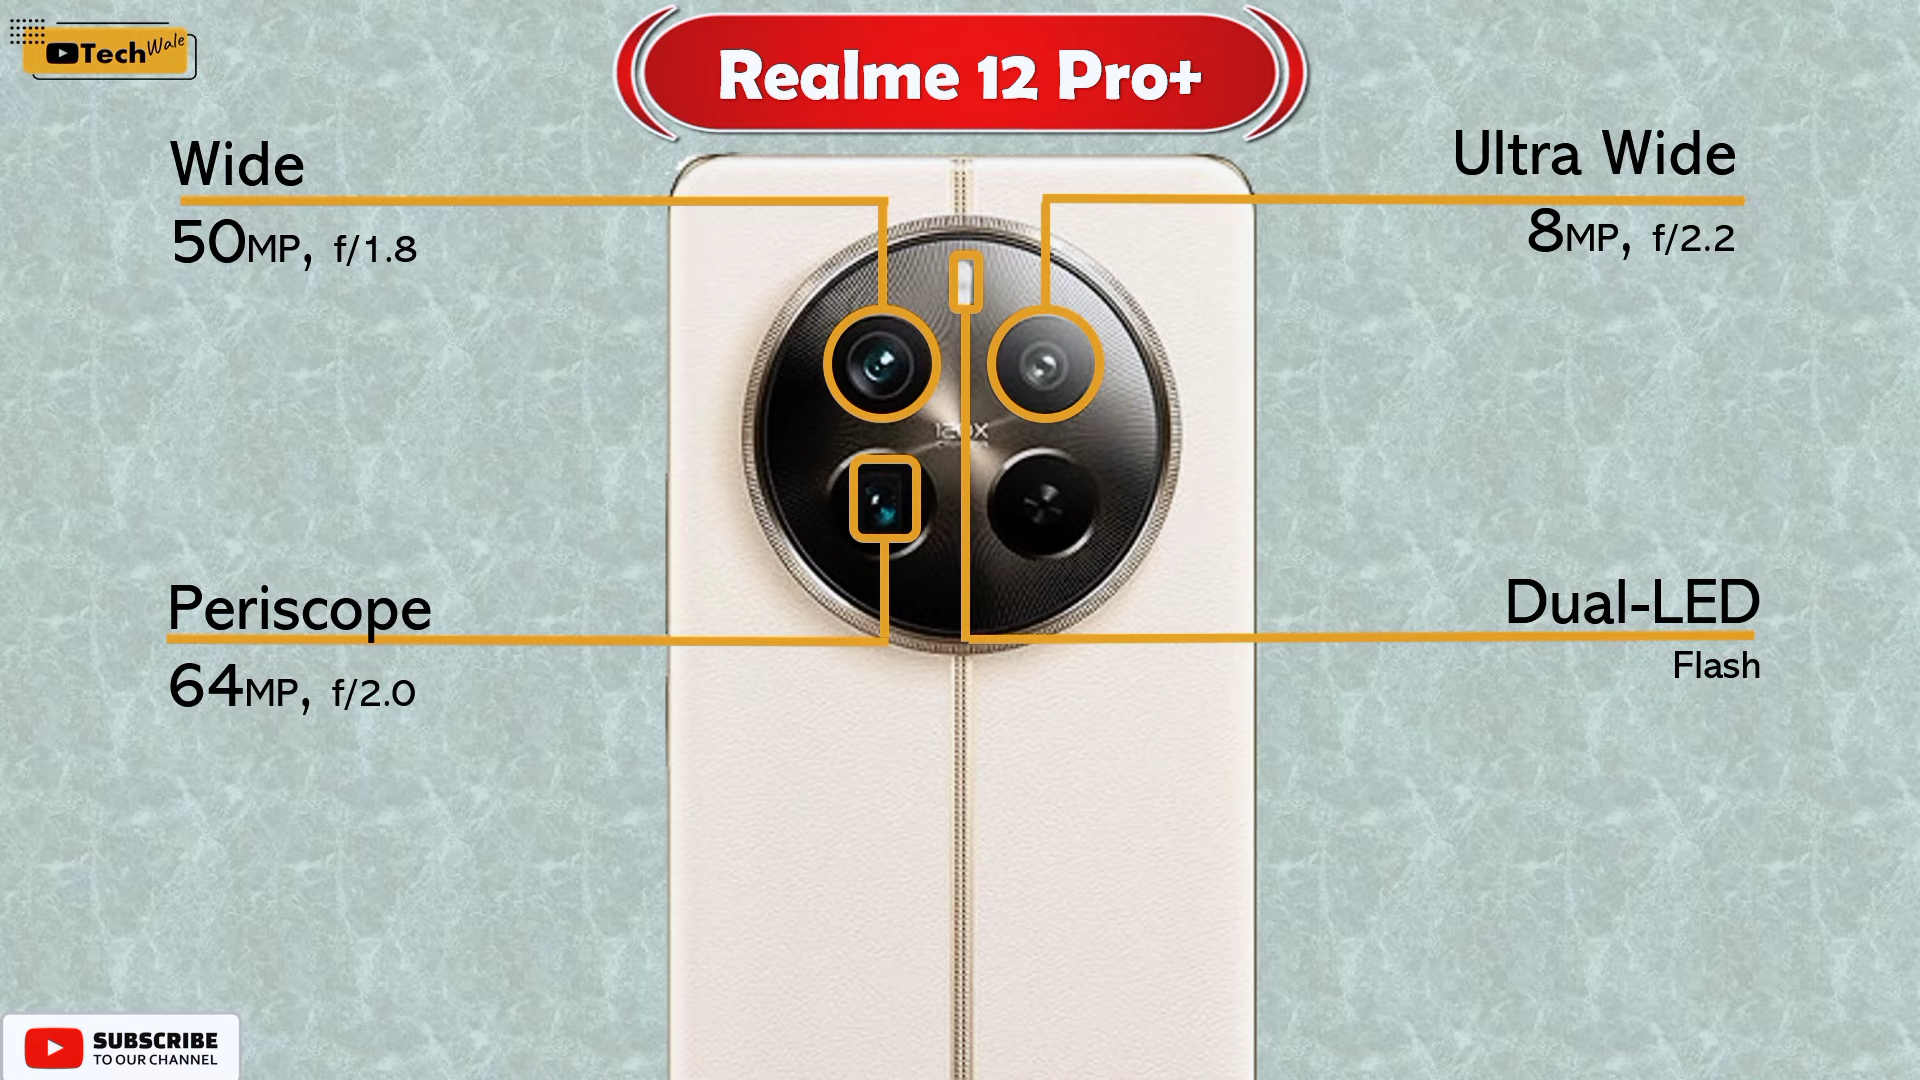 TechWale
Realme 12 Pro+
Wide
50MP, f/1.8
Ultra Wide
8MP, f/2.2
Periscope
64MP, f/2.0
Dual-LED
Flash
SUBSCRIBE
TO OUR CHANNEL